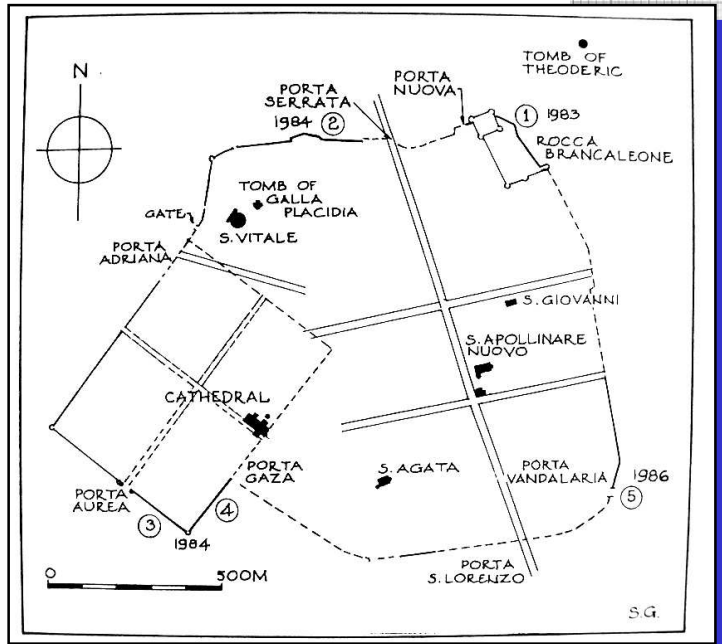 TOMB OF
THEODERIC
N
PORTA
NUOVA
PORTA
SERRATA
1984 2
1 1983
ROCCA
BRANCALEONE
TOMB OF
GALLA
PLACIDIA
GATE
S. VITALE
PORTA
ADRIANA
S. GIOVANNI
S. APOLLINARE
NUOVO
CATHEDRAL
PORTA
GAZA
S. AGATA
PORTA
VANDALARIA
1986
5
PORTA
AUREA
3
4
1984
PORTA
S. LORENZO
0
500M
S.G.